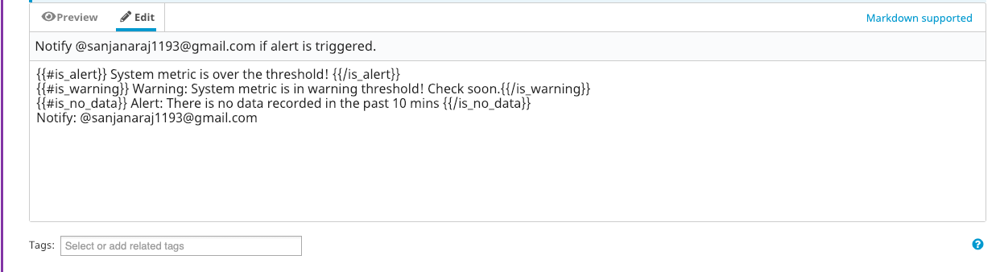 Preview Edit Markdown supported
Notify @sanjanaraj1193@gmail.com if alert is triggered.
{{#is_alert}} System metric is over the threshold! {{/is_alert}}
{{#is_warning}} Warning: System metric is in warning threshold! Check soon.{{/is_warning}}
{{#is_no_data}} Alert: There is no data recorded in the past 10 mins {{/is_no_data}}
Notify: @sanjanaraj1193@gmail.com
Tags: Select or add related tags ?